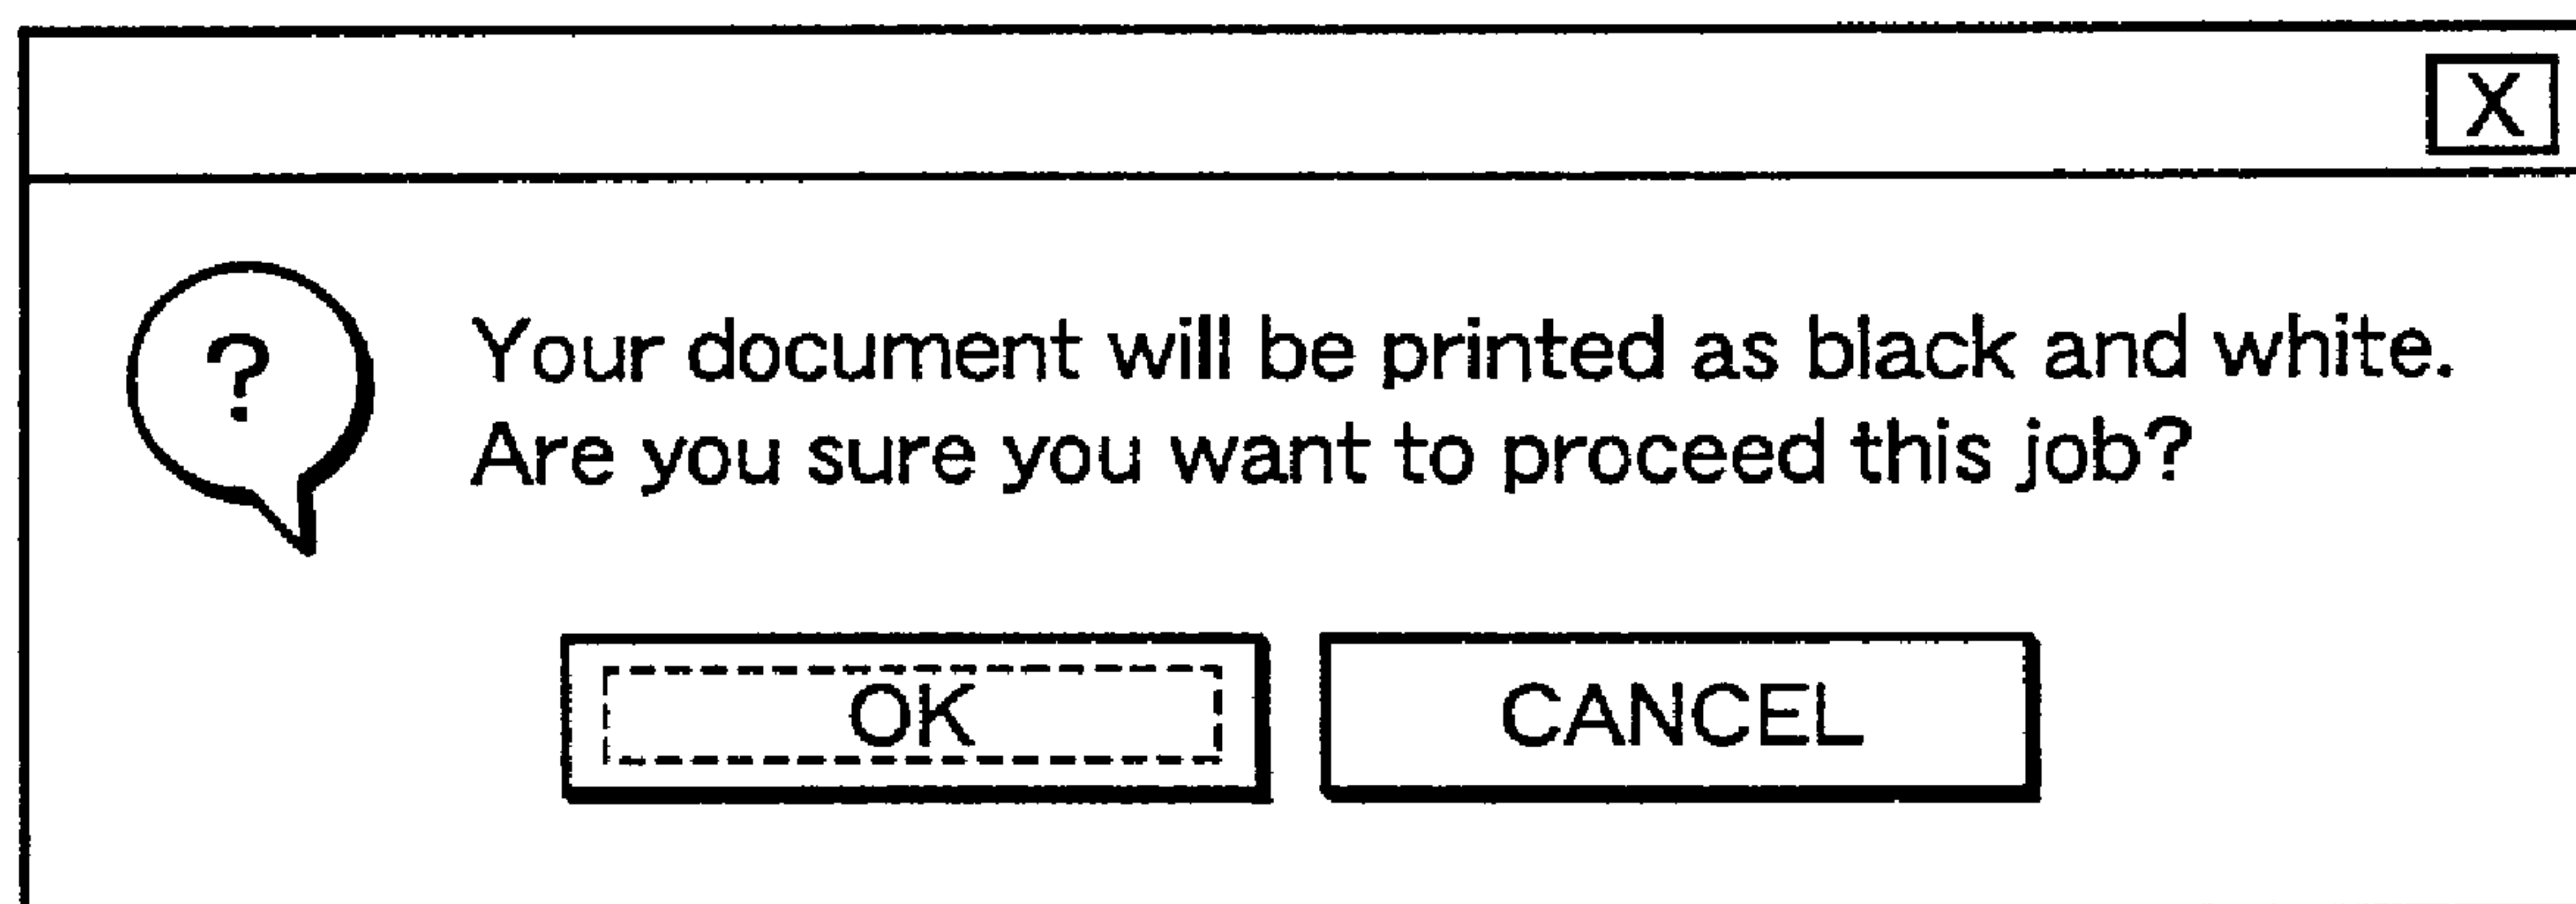 X
?
Your document will be printed as black and white.
Are you sure you want to proceed this job?
OK
CANCEL